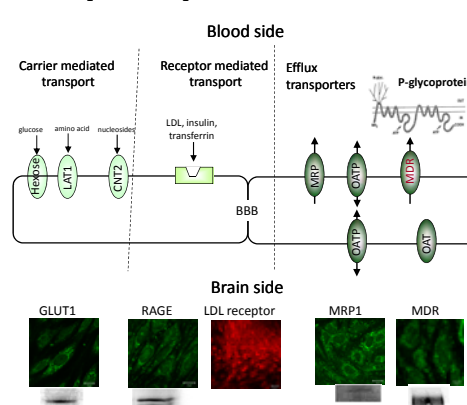 Blood side
Carrier mediated
transport
Receptor mediated
transport
Efflux
transporters
P-glycoprotei
glucose
amino acid
nucleosides
LDL, insulin,
transferrin
Hexose
LAT1
CNT2
MRP
OATP
MDR
BBB
OATP
OAT
Brain side
GLUT1
RAGE
LDL receptor
MRP1
MDR